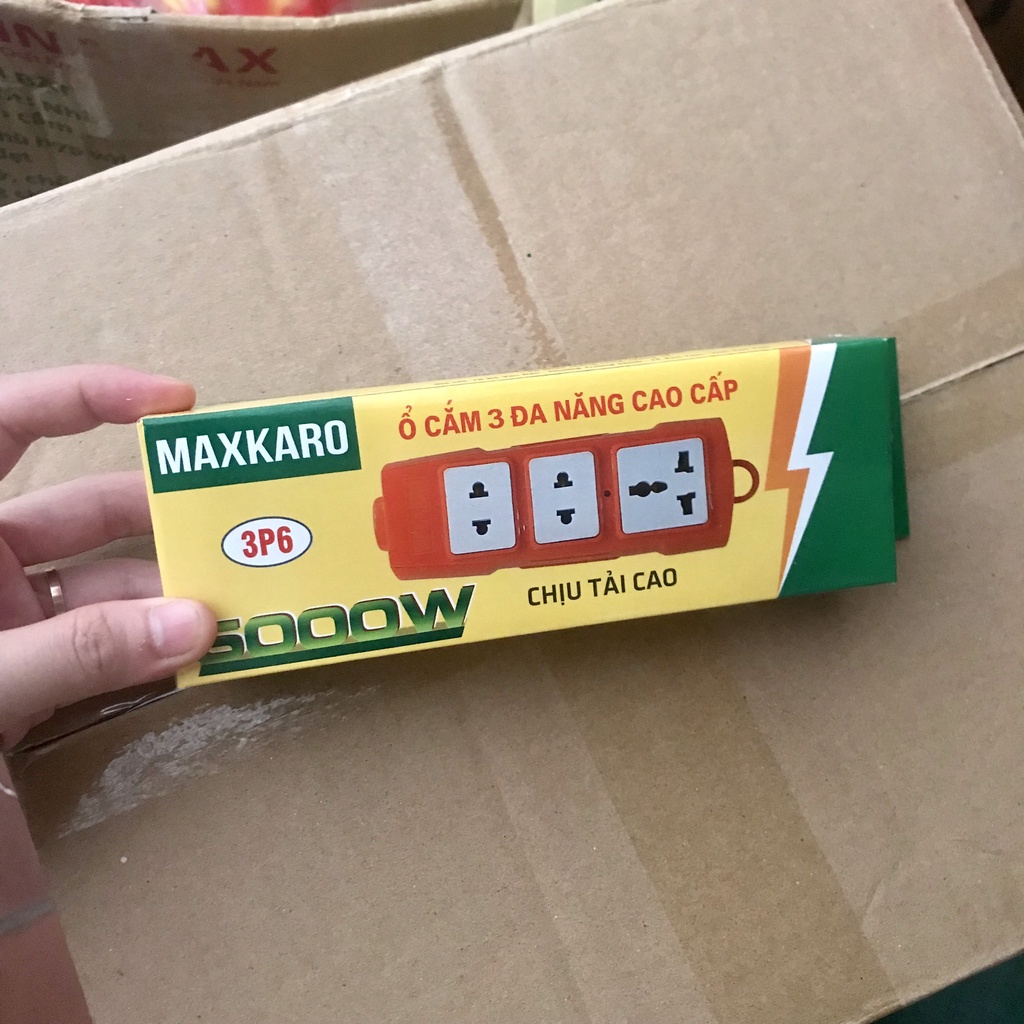 MAXKARO
Ổ CẮM 3 ĐA NĂNG CAO CẤP
3P6
5000W
CHỊU TẢI CAO